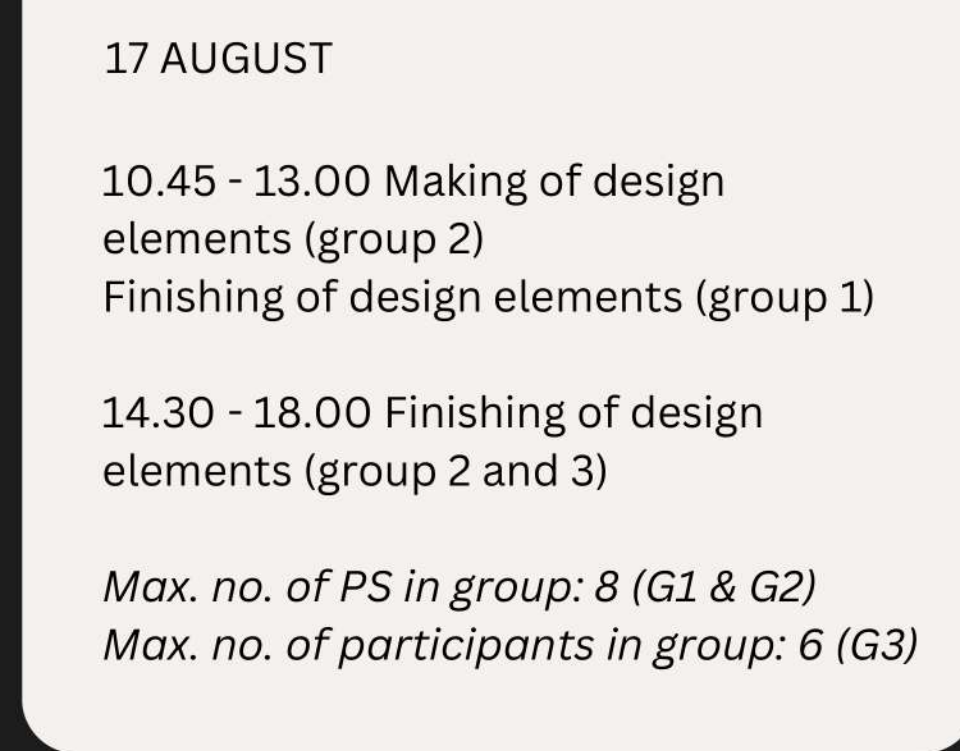 17 AUGUST
10.45 - 13.00 Making of design
elements (group 2)
Finishing of design elements (group 1)
14.30 - 18.00 Finishing of design
elements (group 2 and 3)
Max. no. of PS in group: 8 (G1 & G2)
Max. no. of participants in group: 6 (G3)